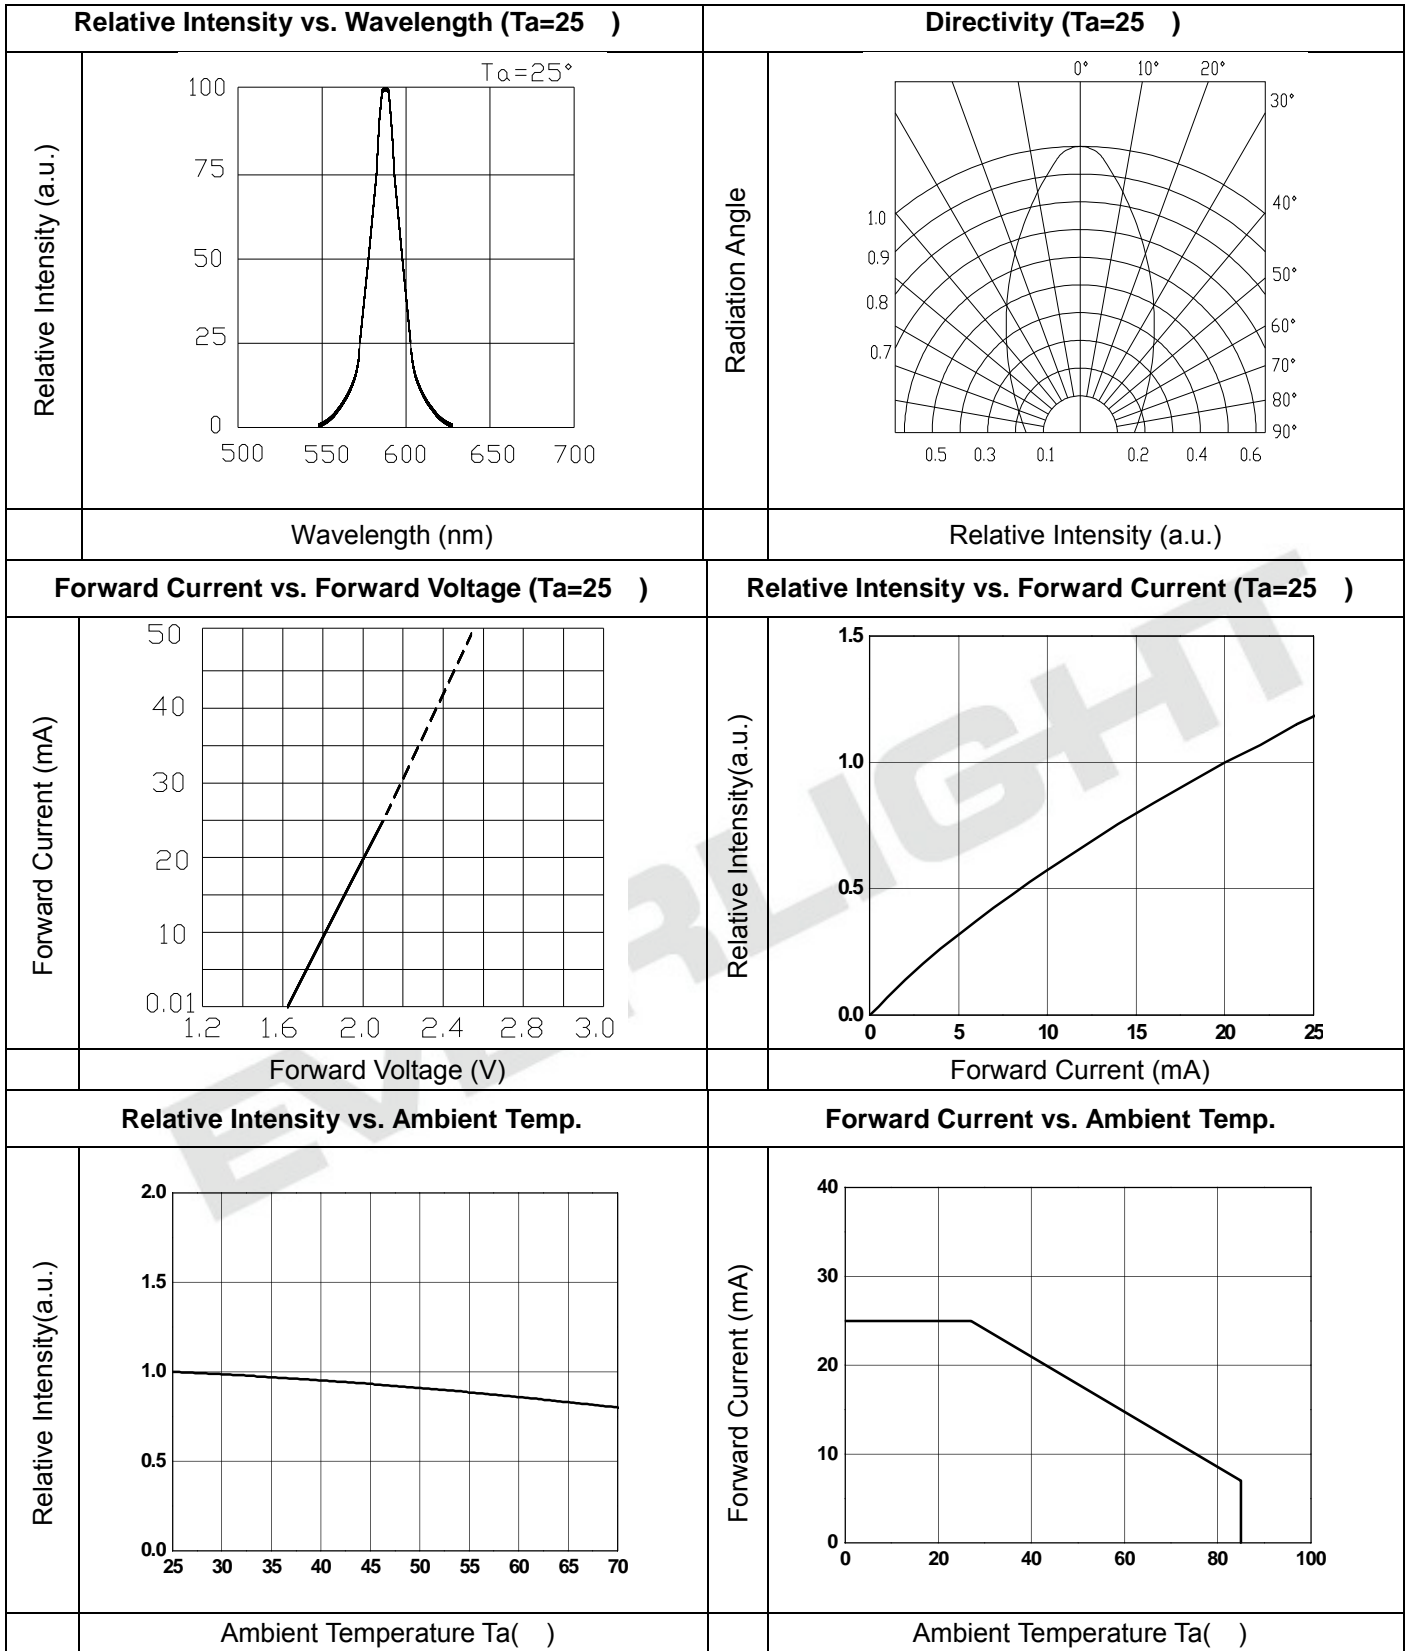 Relative Intensity vs. Wavelength (Ta=25 )
Directivity (Ta=25 )
Relative Intensity (a.u.)
Ta=25°
100
75
50
25
0
500 550 600 650 700
Wavelength (nm)
Radiation Angle
0° 10° 20°
30°
40°
50°
60°
70°
80°
90°
1.0
0.9
0.8
0.7
0.5 0.3 0.1 0.2 0.4 0.6
Relative Intensity (a.u.)
Forward Current vs. Forward Voltage (Ta=25 )
Relative Intensity vs. Forward Current (Ta=25 )
Forward Current (mA)
50
40
30
20
10
0.01
1.2 1.6 2.0 2.4 2.8 3.0
Forward Voltage (V)
Relative Intensity(a.u.)
1.5
1.0
0.5
0.0
0 5 10 15 20 25
Forward Current (mA)
Relative Intensity vs. Ambient Temp.
Forward Current vs. Ambient Temp.
Relative Intensity(a.u.)
2.0
1.5
1.0
0.5
0.0
25 30 35 40 45 50 55 60 65 70
Ambient Temperature Ta( )
Forward Current (mA)
40
30
20
10
0
0 20 40 60 80 100
Ambient Temperature Ta( )
EVERLIGHT